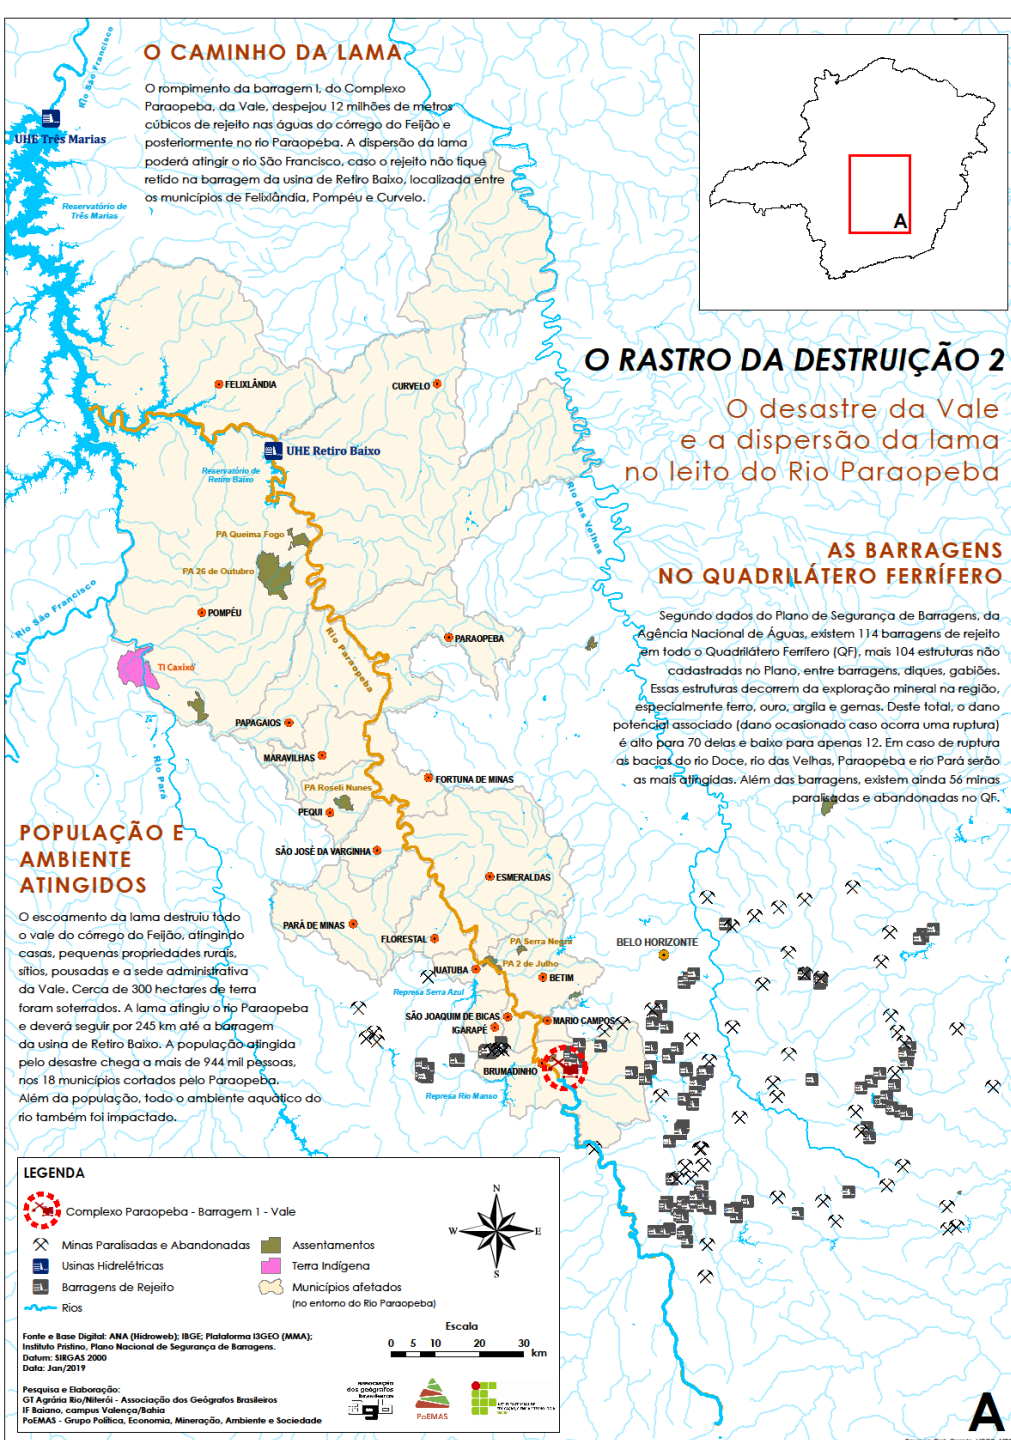 O CAMINHO DA LAMA
O rompimento da barragem I, do Complexo
Paraopeba, da Vale, despejou 12 milhões de metros
cúbicos de rejeito nas águas do córrego do Feijão e
posteriormente no rio Paraopeba. A dispersão da lama
poderá atingir o rio São Francisco, caso o rejeito não fique
retido na barragem da usina de Retiro Baixo, localizada entre
os municípios de Felixlândia, Pompéu e Curvelo.
Rio São Francisco
UHE Três Marias
Reservatório de
Três Marias
A
O RASTRO DA DESTRUIÇÃO 2
O desastre da Vale
e a dispersão da lama
no leito do Rio Paraopeba
FELIXLÂNDIA
CURVELO
UHE Retiro Baixo
Reservatório de
Retiro Baixo
Rio das Velhas
PA Queima Fogo
PA 26 de Outubro
Rio São Francisco
POMPÉU
Rio Paraopeba
PARAOPEBA
TI Caxixó
Rio Pará
PAPAGAIOS
MARAVILHAS
FORTUNA DE MINAS
PA Roseli Nunes
PEQUI
SÃO JOSÉ DA VARGINHA
ESMERALDAS
PARÁ DE MINAS
FLORESTAL
PA Serra Negra
PA 2 de Julho
JUATUBA
BETIM
BELO HORIZONTE
Represa Serra Azul
SÃO JOAQUIM DE BICAS
MARIO CAMPOS
IGARAPÉ
BRUMADINHO
Represa Rio Manso
AS BARRAGENS
NO QUADRILÁTERO FERRÍFERO
Segundo dados do Plano de Segurança de Barragens, da
Agência Nacional de Águas, existem 114 barragens de rejeito
em todo o Quadrilátero Ferrífero (QF), mais 104 estruturas não
cadastradas no Plano, entre barragens, diques, gabiões.
Essas estruturas decorrem da exploração mineral na região,
especialmente ferro, ouro, argila e gemas. Deste total, o dano
potencial associado (dano ocasionado caso ocorra uma ruptura)
é alto para 70 delas e baixo para apenas 12. Em caso de ruptura
as bacias do rio Doce, rio das Velhas, Paraopeba e rio Pará serão
as mais atingidas. Além das barragens, existem ainda 56 minas
paralisadas e abandonadas no QF.
POPULAÇÃO E
AMBIENTE
ATINGIDOS
O escoamento da lama destruiu todo
o vale do córrego do Feijão, atingindo
casas, pequenas propriedades rurais,
sítios, pousadas e a sede administrativa
da Vale. Cerca de 300 hectares de terra
foram soterrados. A lama atingiu o rio Paraopeba
e deverá seguir por 245 km até a barragem
da usina de Retiro Baixo. A população atingida
pelo desastre chega a mais de 944 mil pessoas,
nos 18 municípios cortados pelo Paraopeba.
Além da população, todo o ambiente aquático do
rio também foi impactado.
LEGENDA
Complexo Paraopeba - Barragem 1 - Vale
Minas Paralisadas e Abandonadas
Assentamentos
Usinas Hidrelétricas
Terra Indígena
Barragens de Rejeito
Municípios afetados
(no entorno do Rio Paraopeba)
Rios
N
W
E
S
Escala
0 5 10 20 30
km
Fonte e Base Digital: ANA (Hidroweb); IBGE; Plataforma I3GEO (MMA);
Instituto Prístino, Plano Nacional de Segurança de Barragens.
Datum: SIRGAS 2000
Data: Jan/2019
Pesquisa e Elaboração:
GT Agrária Rio/Niterói - Associação dos Geógrafos Brasileiros
IF Baiano, campus Valença/Bahia
PoEMAS - Grupo Política, Economia, Mineração, Ambiente e Sociedade
associação
dos geógrafos
brasileiros
agb
PoEMAS
A